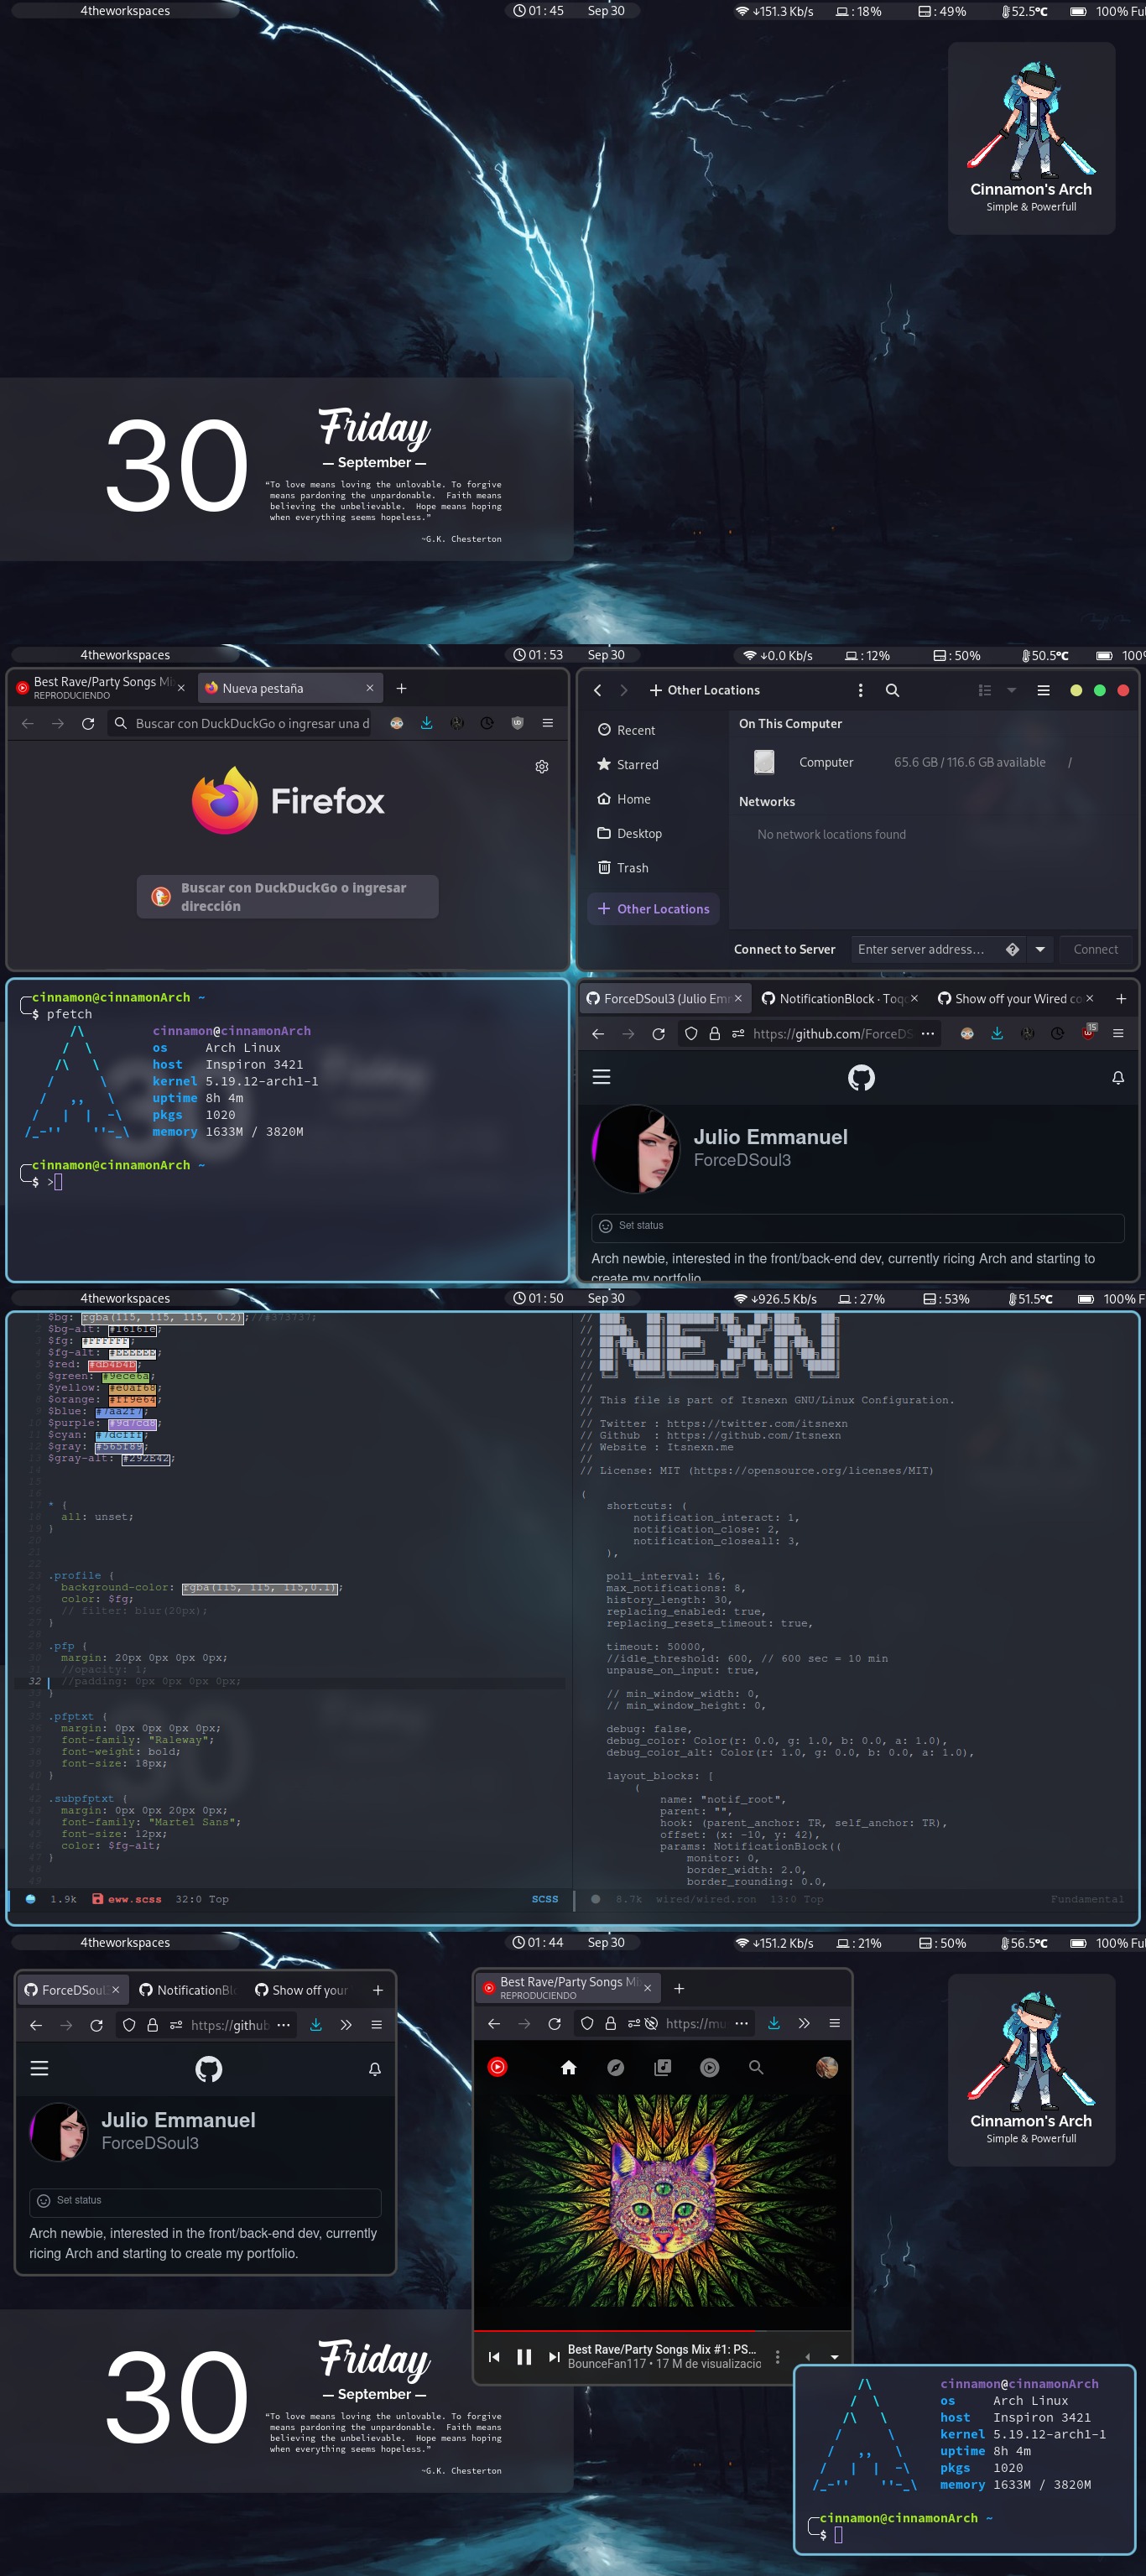 4theworkspaces 01: 45 Sep 30 ↓151.3 Kb/s : 18% : 49% 52.5℃ 100% Ful
Cinnamon's Arch
Simple & Powerfull
30
Friday
— September —
“To love means loving the unlovable. To forgive
means pardoning the unpardonable.  Faith means
believing the unbelievable.  Hope means hoping
when everything seems hopeless.”
~G.K. Chesterton
4theworkspaces 01: 53 Sep 30 ↓0.0 Kb/s : 12% : 50% 50.5℃ 100%
Best Rave/Party Songs Mi
REPRODUCIENDO
Nueva pestaña
Buscar con DuckDuckGo o ingresar una d
Firefox
Buscar con DuckDuckGo o ingresar
dirección
Other Locations
Recent
Starred
Home
Desktop
Trash
Other Locations
On This Computer
Computer 65.6 GB / 116.6 GB available /
Networks
No network locations found
Connect to Server Enter server address... Connect
cinnamon@cinnamonArch ~
$ pfetch
cinnamon@cinnamonArch
os Arch Linux
host Inspiron 3421
kernel 5.19.12-arch1-1
uptime 8h 4m
pkgs 1020
memory 1633M / 3820M
cinnamon@cinnamonArch ~
$ >
ForceDSoul3 (Julio Em NotificationBlock · Toqo Show off your Wired co
https://github.com/ForceDS
15
Julio Emmanuel
ForceDSoul3
Set status
Arch newbie, interested in the front/back-end dev, currently ricing Arch and starting to
create my portfolio.
4theworkspaces 01: 50 Sep 30 ↓926.5 Kb/s : 27% : 53% 51.5℃ 100% F
$bg: rgba(115, 115, 115, 0.2);//#373737;
$bg-alt: #16161e;
$fg: #FFFFFF;
$fg-alt: #EEEEEE;
$red: #db4b4b;
$green: #9ece6a;
$yellow: #e0af68;
$orange: #ff9e64;
$blue: #7aa2f7;
$purple: #9d7cd8;
$cyan: #7dcfff;
$gray: #565f89;
$gray-alt: #292E42;
* {
all: unset;
}
.profile {
background-color: rgba(115, 115, 115,0.1);
color: $fg;
// filter: blur(20px);
}
.pfp {
margin: 20px 0px 0px 0px;
//opacity: 1;
32 //padding: 0px 0px 0px 0px;
}
.pfptxt {
margin: 0px 0px 0px 0px;
font-family: "Raleway";
font-weight: bold;
font-size: 18px;
}
.subpfptxt {
margin: 0px 0px 20px 0px;
font-family: "Martel Sans";
font-size: 12px;
color: $fg-alt;
}
1.9k eww.scss 32:0 Top SCSS
// NEXN
//
// This file is part of Itsnexn GNU/Linux Configuration.
//
// Twitter : https://twitter.com/itsnexn
// Github  : https://github.com/Itsnexn
// Website : Itsnexn.me
//
// License: MIT (https://opensource.org/licenses/MIT)
(
shortcuts: (
notification_interact: 1,
notification_close: 2,
notification_closeall: 3,
),
poll_interval: 16,
max_notifications: 8,
history_length: 30,
replacing_enabled: true,
replacing_resets_timeout: true,
timeout: 50000,
//idle_threshold: 600, // 600 sec = 10 min
unpause_on_input: true,
// min_window_width: 0,
// min_window_height: 0,
debug: false,
debug_color: Color(r: 0.0, g: 1.0, b: 0.0, a: 1.0),
debug_color_alt: Color(r: 1.0, g: 0.0, b: 0.0, a: 1.0),
layout_blocks: [
(
name: "notif_root",
parent: "",
hook: (parent_anchor: TR, self_anchor: TR),
offset: (x: -10, y: 42),
params: NotificationBlock((
monitor: 0,
border_width: 2.0,
border_rounding: 0.0,
8.7k wired/wired.ron 13:0 Top Fundamental
4theworkspaces 01: 44 Sep 30 ↓151.2 Kb/s : 21% : 50% 56.5℃ 100% Ful
ForceDSoul NotificationBl Show off your
https://github
Julio Emmanuel
ForceDSoul3
Set status
Arch newbie, interested in the front/back-end dev, currently
ricing Arch and starting to create my portfolio.
Best Rave/Party Songs Mi
REPRODUCIENDO
https://mu
Best Rave/Party Songs Mix #1: PS...
BounceFan117 • 17 M de visualizacio
Cinnamon's Arch
Simple & Powerfull
30
Friday
— September —
“To love means loving the unlovable. To forgive
means pardoning the unpardonable.  Faith means
believing the unbelievable.  Hope means hoping
when everything seems hopeless.”
~G.K. Chesterton
cinnamon@cinnamonArch
os Arch Linux
host Inspiron 3421
kernel 5.19.12-arch1-1
uptime 8h 4m
pkgs 1020
memory 1633M / 3820M
cinnamon@cinnamonArch ~
$